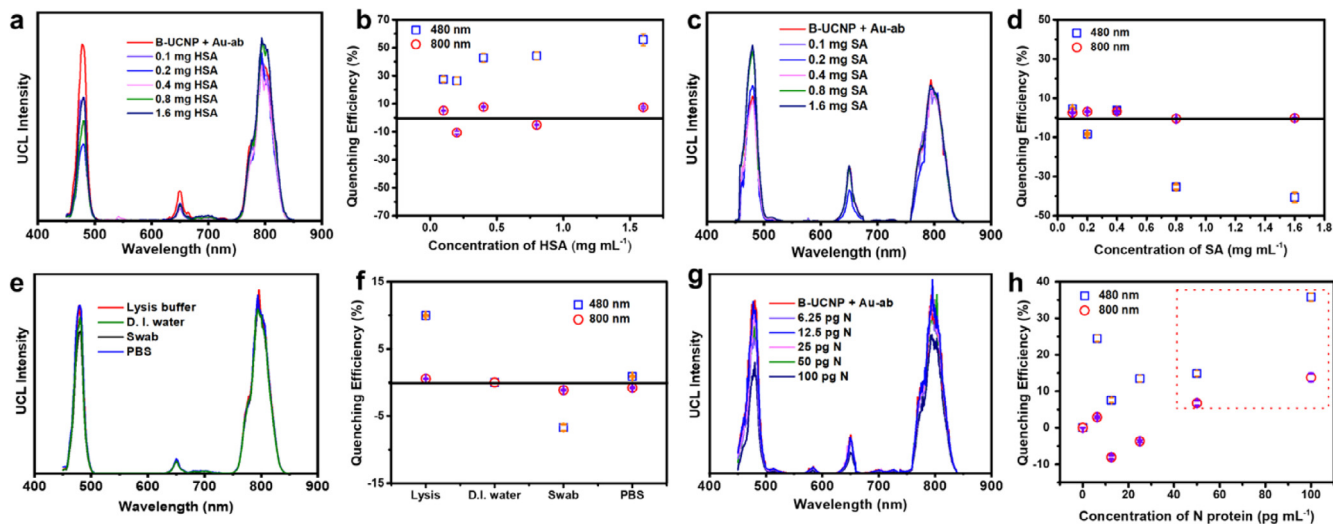 a
UCL Intensity
B-UCNP + Au-ab
0.1 mg HSA
0.2 mg HSA
0.4 mg HSA
0.8 mg HSA
1.6 mg HSA
400 500 600 700 800 900
Wavelength (nm)
b
Quenching Efficiency (%)
480 nm
800 nm
90
70
50
30
10
-10
-30
-50
-70
0.0 0.4 0.8 1.2 1.6
Concentration of HSA (mg mL-1)
c
UCL Intensity
B-UCNP + Au-ab
0.1 mg SA
0.2 mg SA
0.4 mg SA
0.8 mg SA
1.6 mg SA
400 500 600 700 800 900
Wavelength (nm)
d
Quenching Efficiency (%)
480 nm
800 nm
50
30
10
-10
-30
-50
0.0 0.2 0.4 0.6 0.8 1.0 1.2 1.4 1.6 1.8
Concentration of SA (mg mL-1)
e
UCL Intensity
Lysis buffer
D. I. water
Swab
PBS
400 500 600 700 800 900
Wavelength (nm)
f
Quenching Efficiency (%)
480 nm
800 nm
15
10
5
0
-5
-10
-15
Lysis D.I. water Swab PBS
g
UCL Intensity
B-UCNP + Au-ab
6.25 pg N
12.5 pg N
25 pg N
50 pg N
100 pg N
400 500 600 700 800 900
Wavelength (nm)
h
Quenching Efficiency (%)
480 nm
800 nm
40
30
20
10
0
-10
0 20 40 60 80 100
Concentration of N protein (pg mL-1)